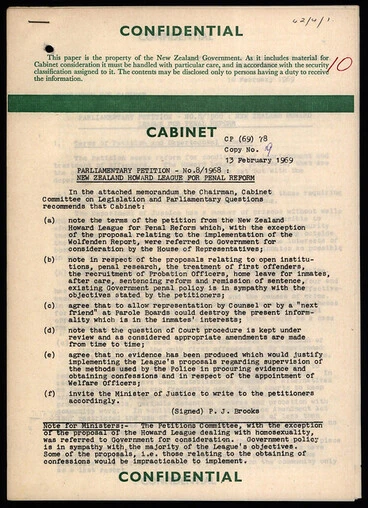 62/4/1
CONFIDENTIAL
This paper is the property of the New Zealand Government. As it includes material for
Cabinet consideration it must be handled with particular care, and in accordance with the security
classification assigned to it. The contents may be disclosed only to persons having a duty to receive
the information.
10
CABINET
CP (69) 78
Copy No. 9
13 February 1969
PARLIAMENTARY PETITION - No.8/1968 :
NEW ZEALAND HOWARD LEAGUE FOR PENAL REFORM
In the attached memorandum the Chairman, Cabinet
Committee on Legislation and Parliamentary Questions
recommends that Cabinet:
(a) note the terms of the petition from the New Zealand
Howard League for Penal Reform which, with the exception
of the proposal relating to the implementation of the
Wolfenden Report, were referred to Government for
consideration by the House of Representatives;
(b) note in respect of the proposals relating to open institu-
tions, penal research, the treatment of first offenders,
the recruitment of Probation Officers, home leave for inmates,
after care, sentencing reform and remission of sentence,
existing Government penal policy is in sympathy with the
objectives stated by the petitioners;
(c) agree that to allow representation by Counsel or by a "next
friend" at Parole Boards could destroy the present inform-
ality which is in the inmates' interests;
(d) note that the question of Court procedure is kept under
review and as considered appropriate amendments are made
from time to time;
(e) agree that no evidence has been produced which would justify
implementing the League's proposals regarding supervision of
the methods used by the Police in procuring evidence and
obtaining confessions and in respect of the appointment of
Welfare Officers;
(f) invite the Minister of Justice to write to the petitioners
accordingly.
(Signed) P. J. Brooks
Note for Ministers:- The Petitions Committee, with the exception
of the proposal of the Howard League dealing with homosexuality,
was referred to Government for consideration. Government policy
is in sympathy with the majority of the League's objectives.
Some of the proposals, i.e. those relating to the obtaining of
confessions would be impracticable to implement.
CONFIDENTIAL